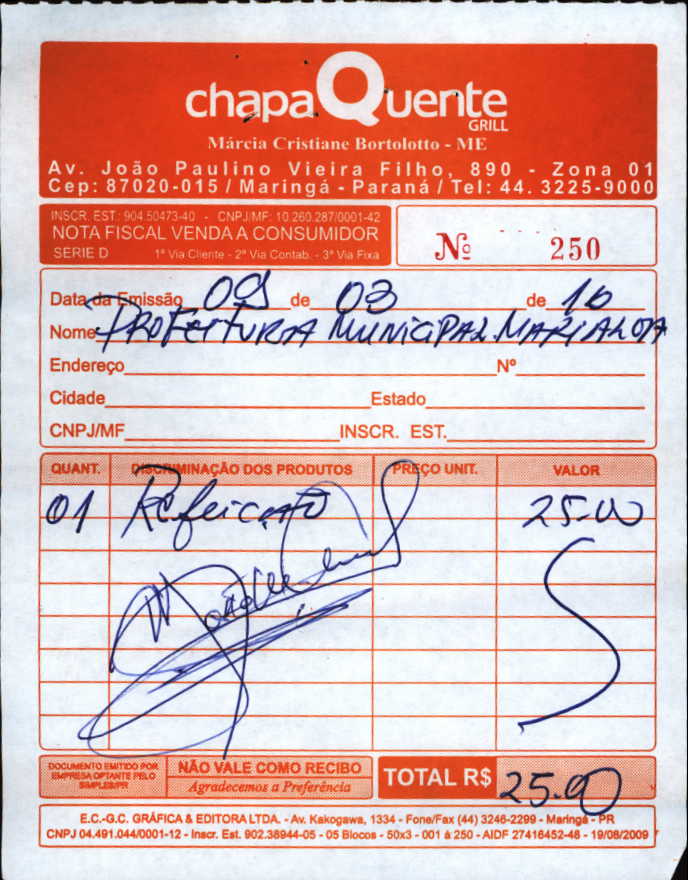 chapaQuente
GRILL
Márcia Cristiane Bortolotto - ME
Av. João Paulino Vieira Filho, 890 - Zona 01
Cep: 87020-015 / Maringá - Paraná / Tel: 44. 3225-9000
INSCR. EST.: 904.50473-40 - CNPJ/MF: 10.260.287/0001-42
NOTA FISCAL VENDA A CONSUMIDOR
SERIE D 1ª Via Cliente - 2ª Via Contab. - 3ª Via Fixa
Nº 250
Data da Emissão 09 de 03 de 16
Nome PREFEITURA MUNICIPAL MARIALVA
Endereço Nº
Cidade Estado
CNPJ/MF INSCR. EST.
QUANT. DISCRIMINAÇÃO DOS PRODUTOS PREÇO UNIT. VALOR
01 Refeição 25.00
DOCUMENTO EMITIDO POR
EMPRESA OPTANTE PELO
SIMPLES/PR
NÃO VALE COMO RECIBO
Agradecemos a Preferência
TOTAL R$ 25.00
E.C.-G.C. GRÁFICA & EDITORA LTDA. - Av. Kakogawa, 1334 - Fone/Fax (44) 3246-2299 - Maringá - PR
CNPJ 04.491.044/0001-12 - Inscr. Est. 902.38944-05 - 05 Blocos - 50x3 - 001 à 250 - AIDF 27416452-48 - 19/08/2009